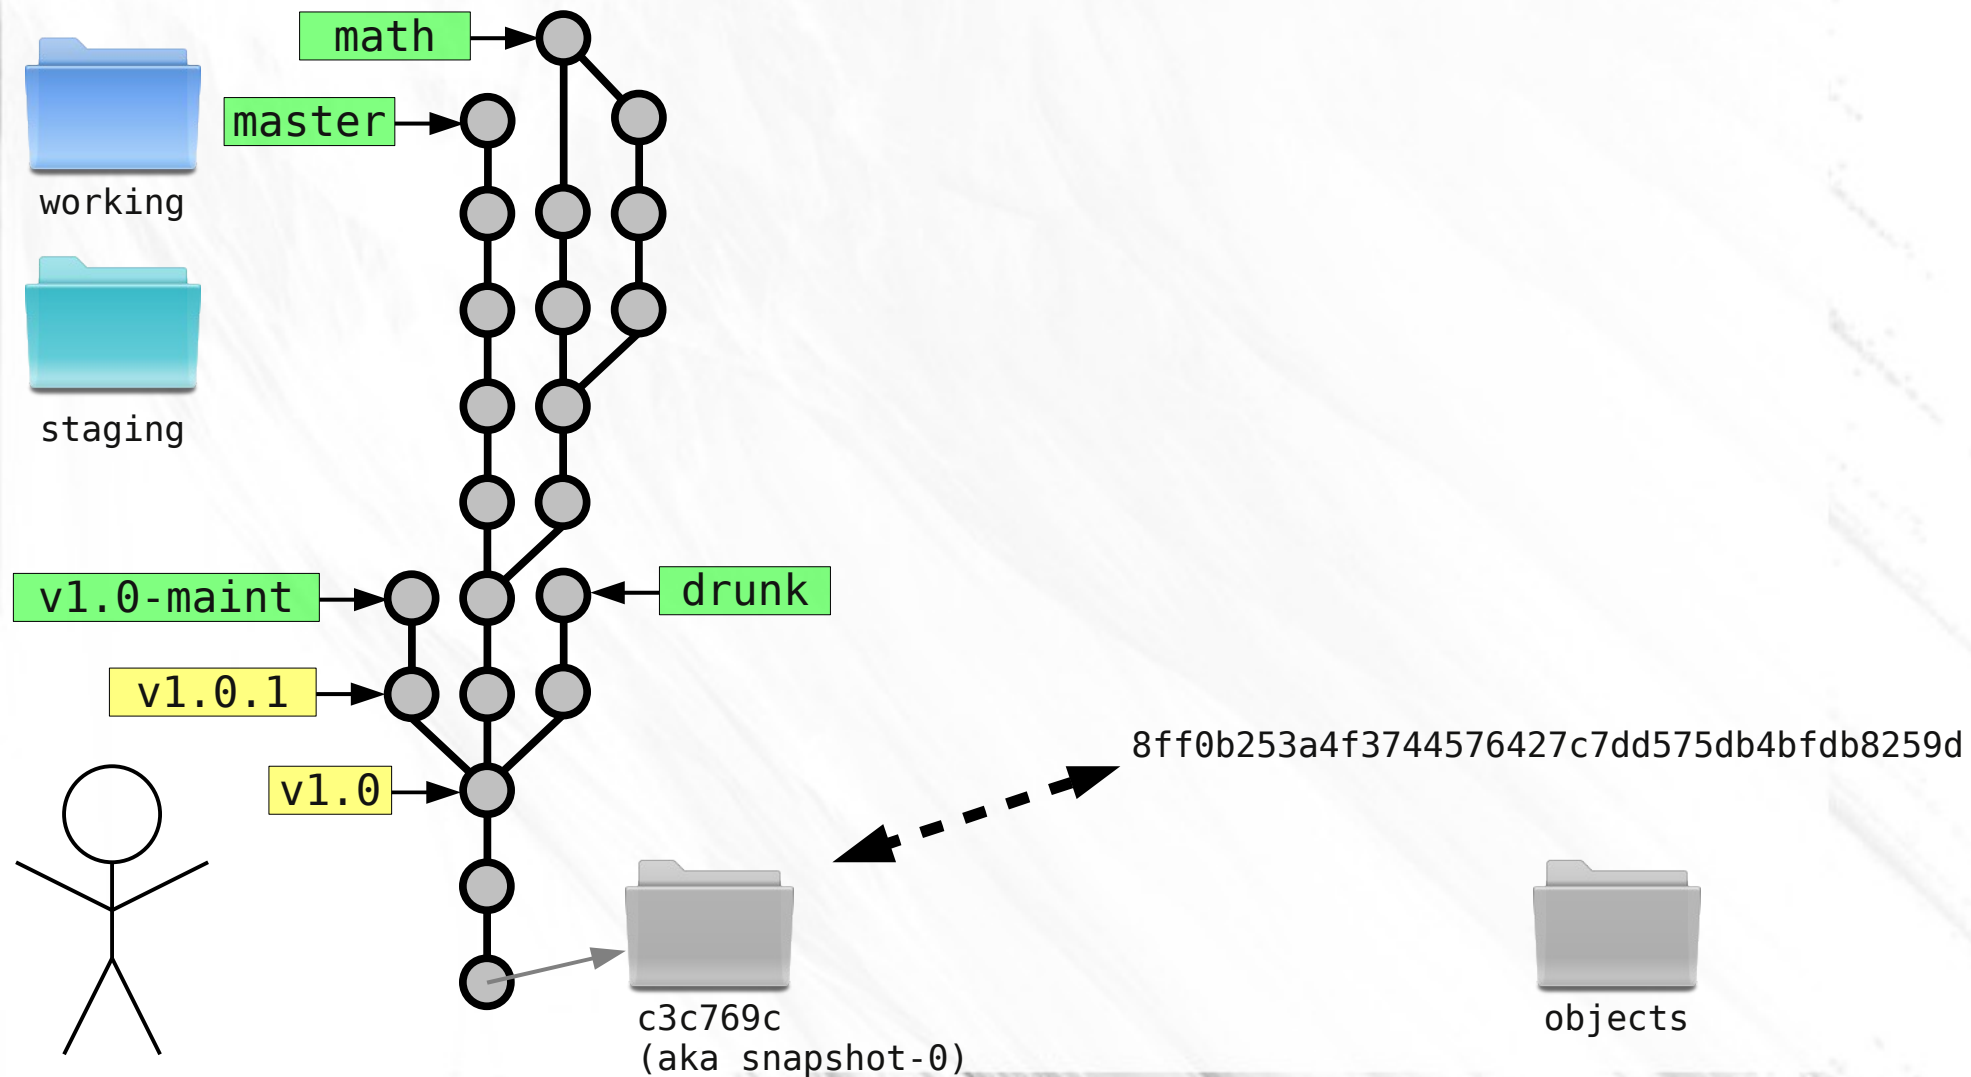 math
master
working
staging
v1.0-maint
drunk
v1.0.1
8ff0b253a4f3744576427c7dd575db4bfdb8259d
v1.0
c3c769c
(aka snapshot-0)
objects